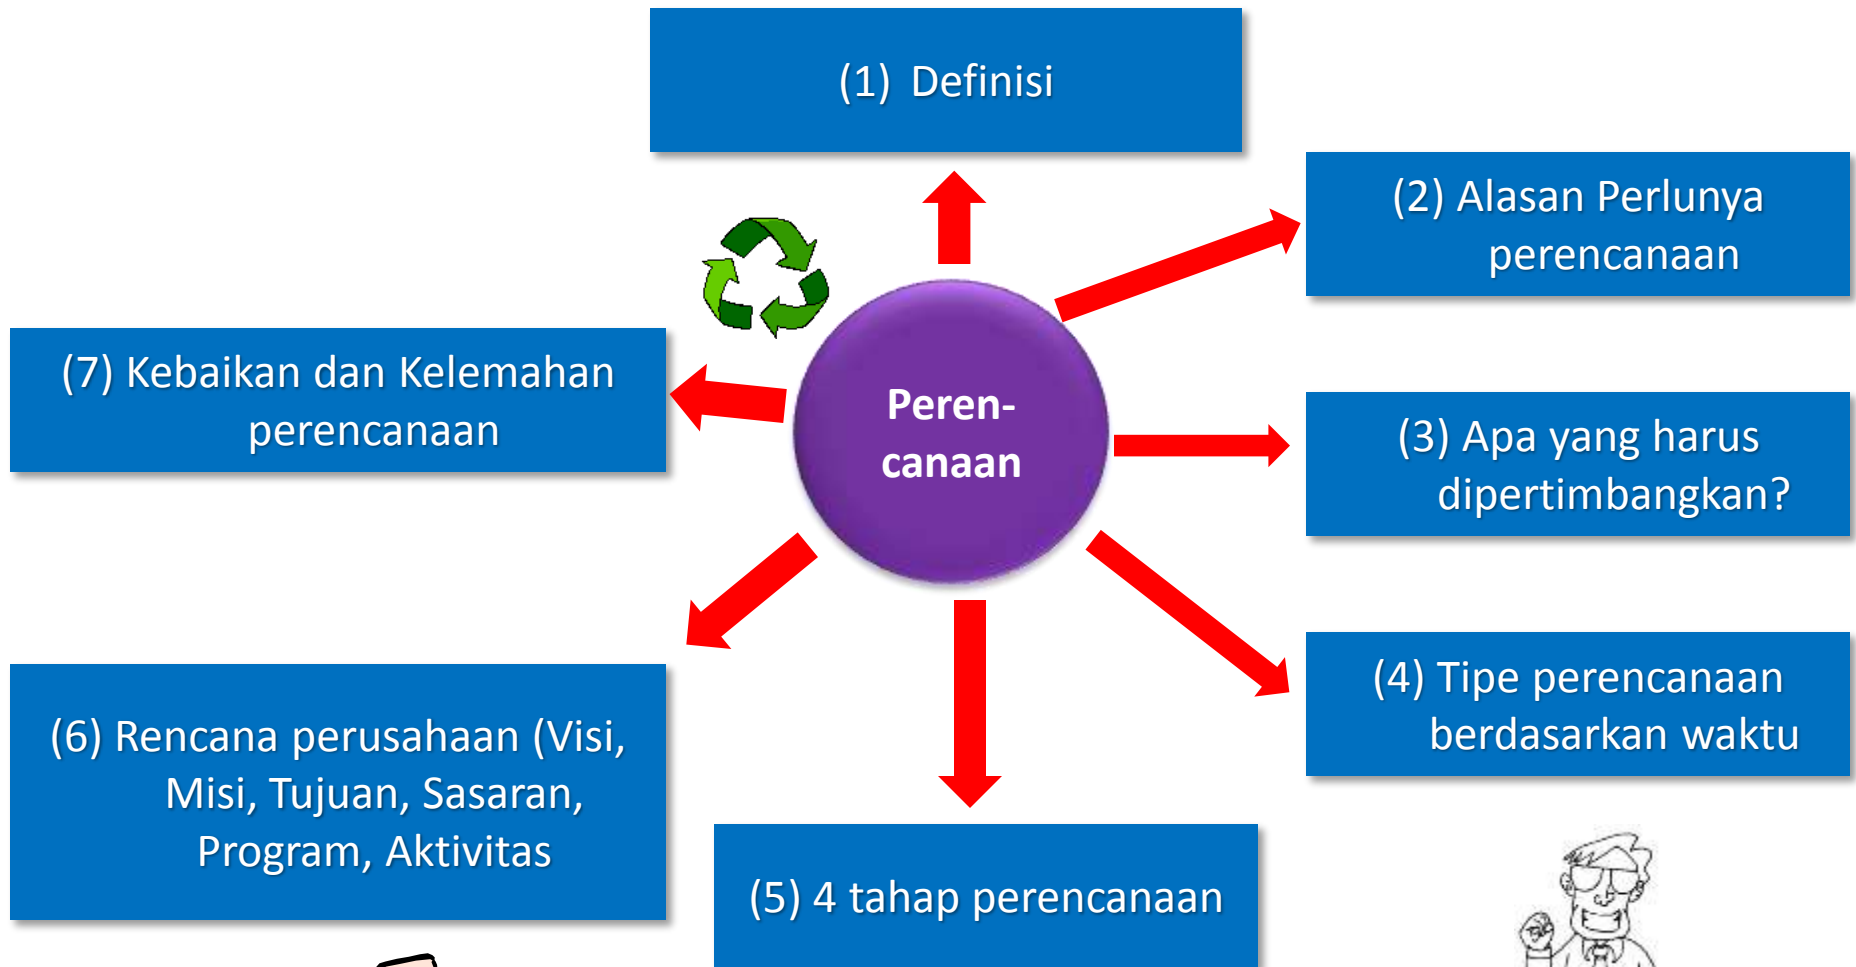 (1) Definisi
(2) Alasan Perlunya
perencanaan
(7) Kebaikan dan Kelemahan
perencanaan
Peren-
canaan
(3) Apa yang harus
dipertimbangkan?
(4) Tipe perencanaan
berdasarkan waktu
(6) Rencana perusahaan (Visi,
Misi, Tujuan, Sasaran,
Program, Aktivitas
(5) 4 tahap perencanaan